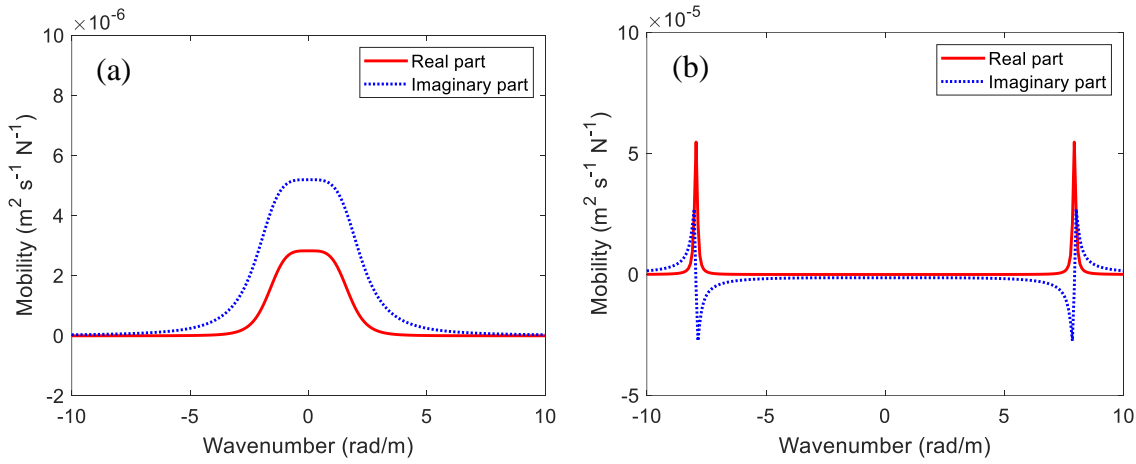 ×10⁻⁶
10
8
6
4
2
0
-2
-10
-5
0
5
10
Mobility (m² s⁻¹ N⁻¹)
Wavenumber (rad/m)
(a)
Real part
Imaginary part
×10⁻⁵
10
5
0
-5
-10
-5
0
5
10
Mobility (m² s⁻¹ N⁻¹)
Wavenumber (rad/m)
(b)
Real part
Imaginary part